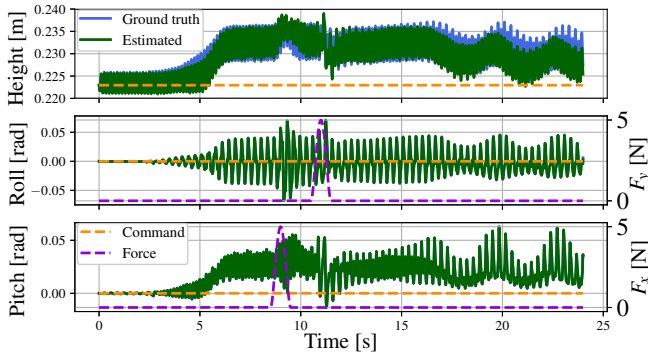 Height [m]
0.240
0.235
0.230
0.225
0.220
Ground truth
Estimated
Roll [rad]
0.05
0.00
−0.05
5
0
F_y [N]
Pitch [rad]
0.05
0.00
Command
Force
5
0
F_x [N]
0 5 10 15 20 25
Time [s]